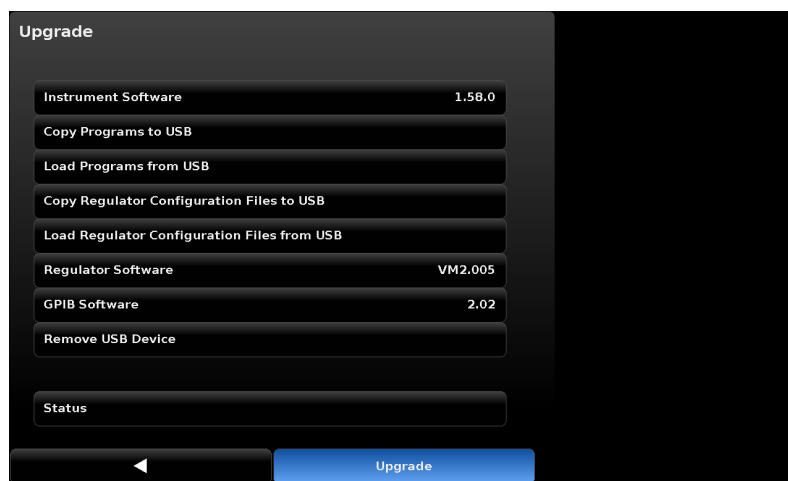 Upgrade
Instrument Software 1.58.0
Copy Programs to USB
Load Programs from USB
Copy Regulator Configuration Files to USB
Load Regulator Configuration Files from USB
Regulator Software VM2.005
GPIB Software 2.02
Remove USB Device
Status
Upgrade